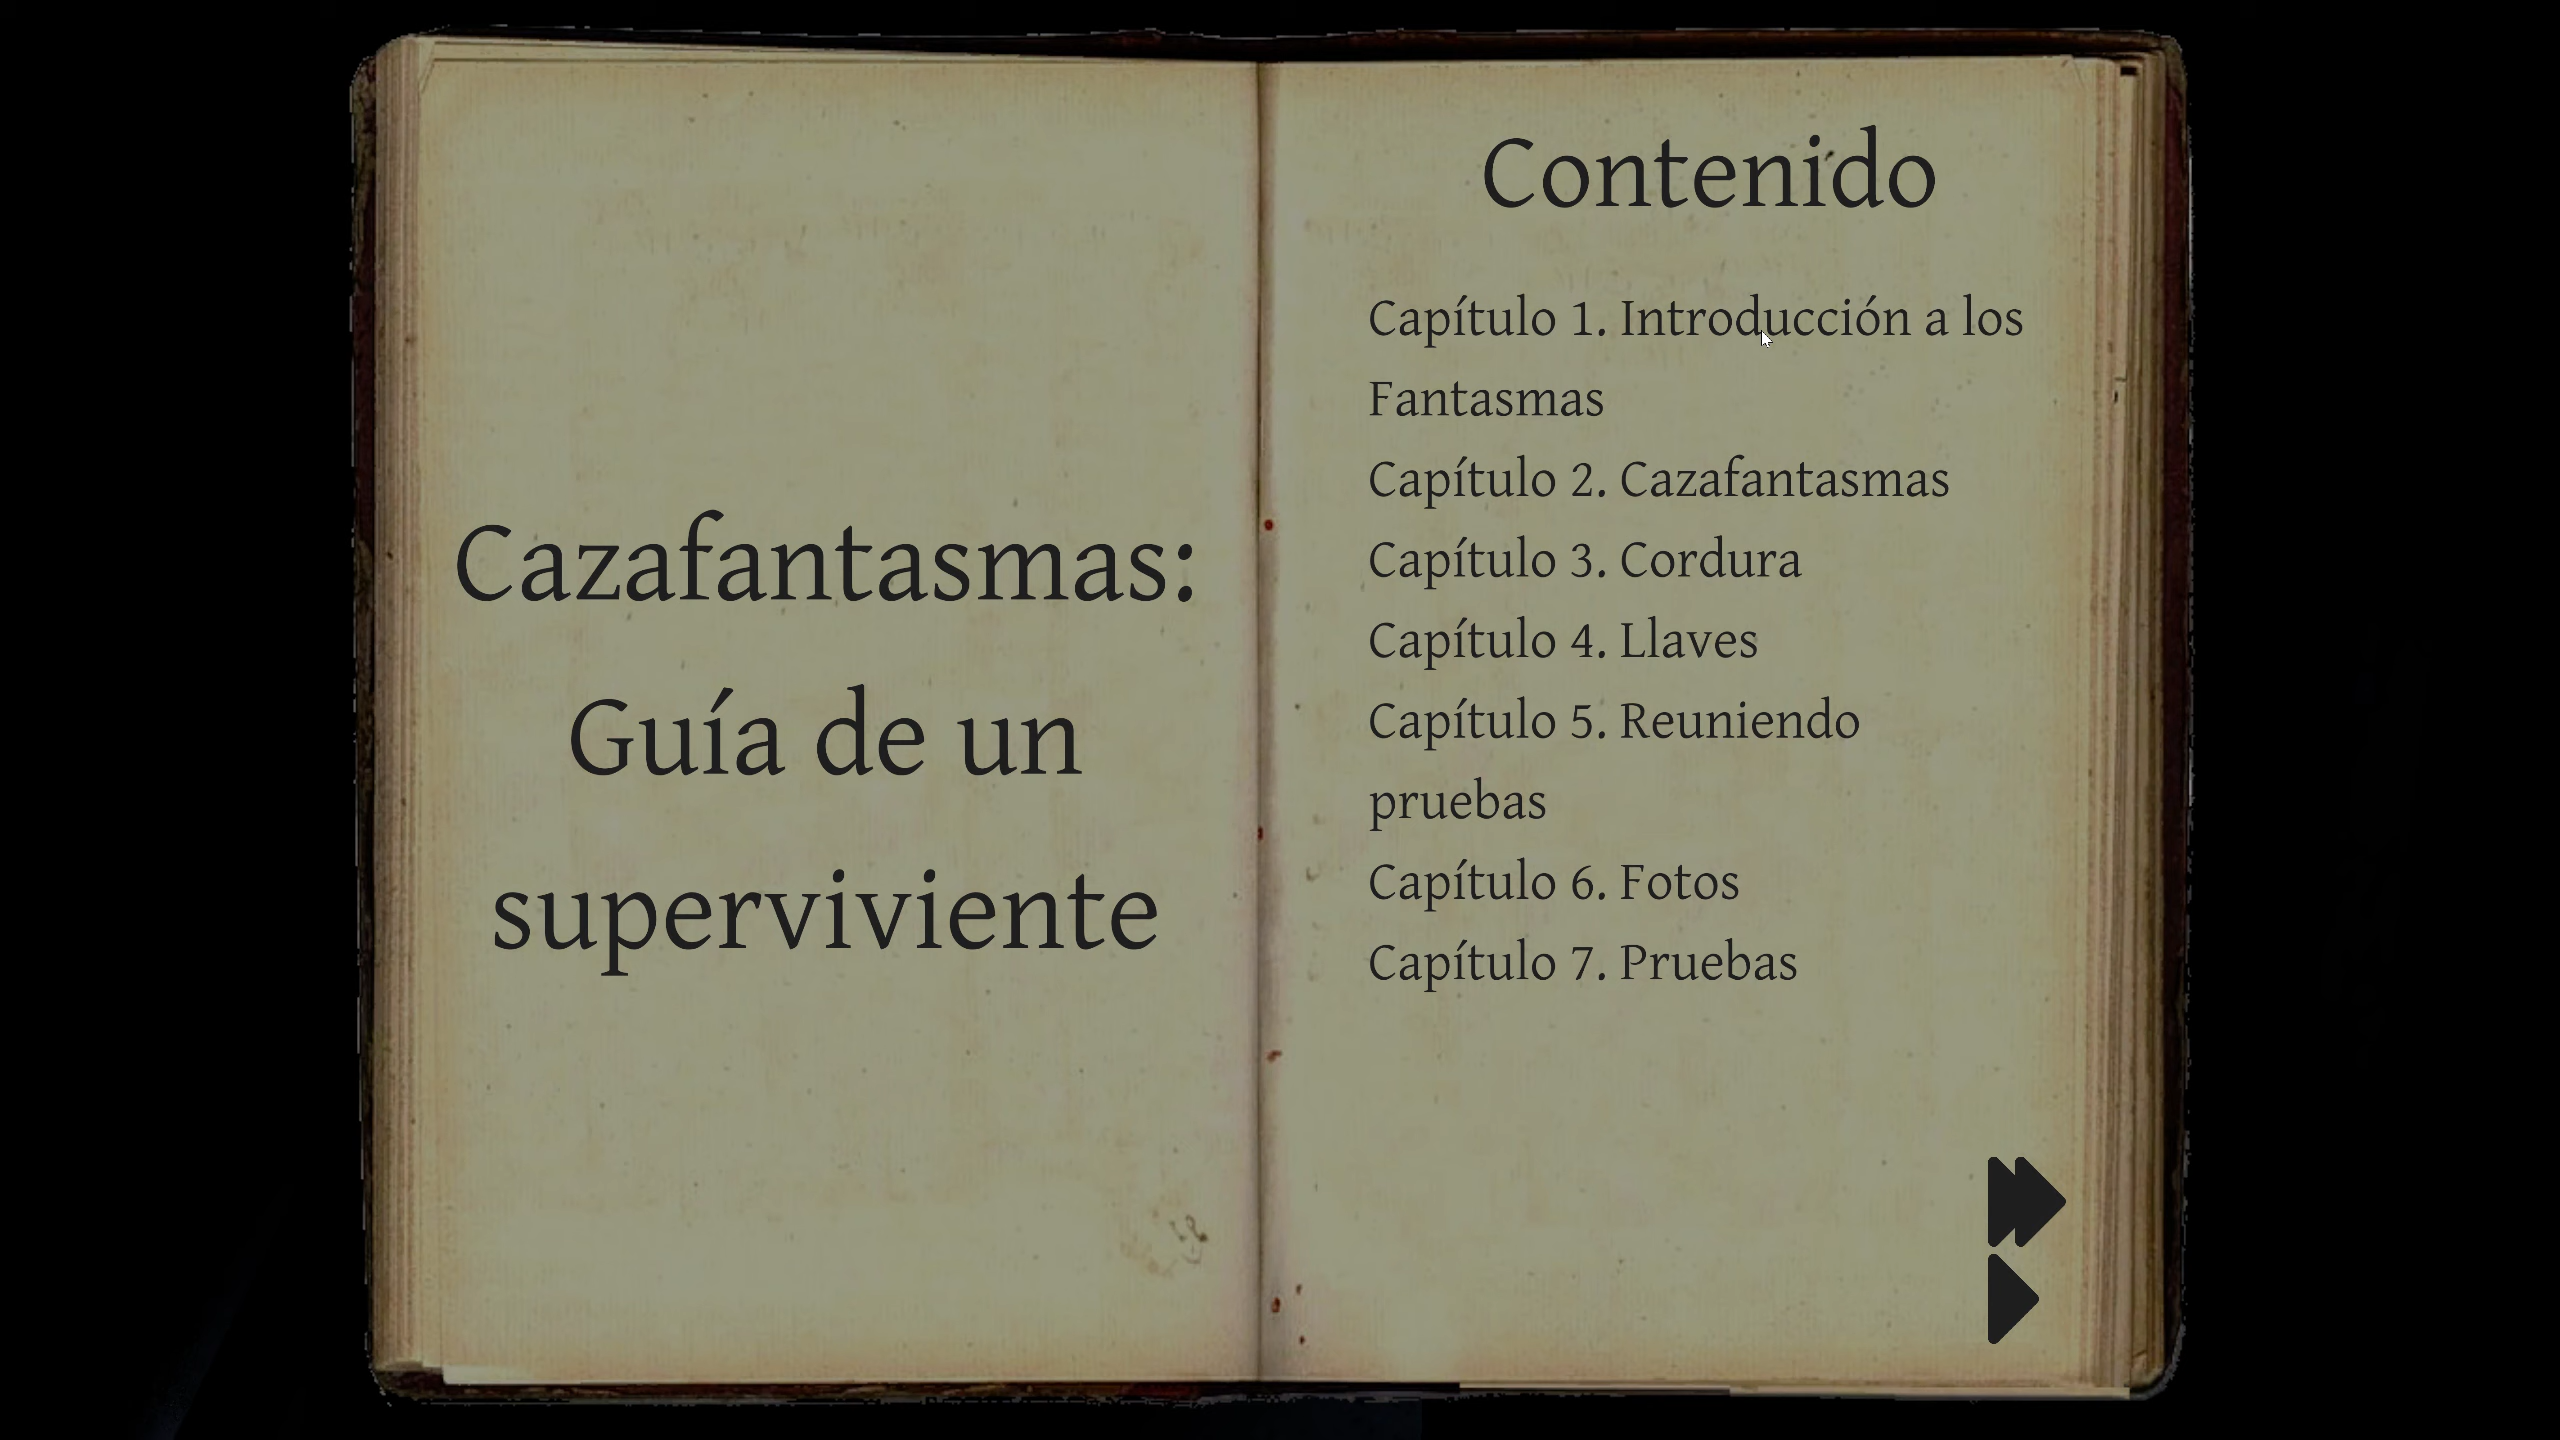 Cazafantasmas:
Guía de un
superviviente
Contenido
Capítulo 1. Introducción a los
Fantasmas
Capítulo 2. Cazafantasmas
Capítulo 3. Cordura
Capítulo 4. Llaves
Capítulo 5. Reuniendo
pruebas
Capítulo 6. Fotos
Capítulo 7. Pruebas